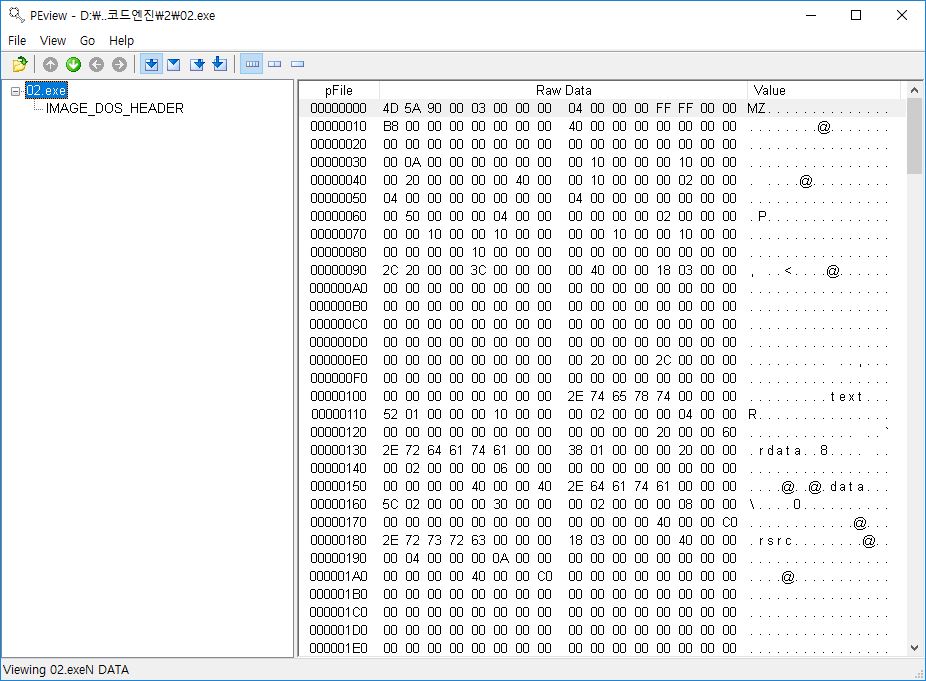 PEview - D:₩..코드엔진₩2₩02.exe
File View Go Help
02.exe
IMAGE_DOS_HEADER
pFile Raw Data Value
00000000 4D 5A 90 00 03 00 00 00 04 00 00 00 FF FF 00 00 MZ..............
00000010 B8 00 00 00 00 00 00 00 40 00 00 00 00 00 00 00 ........@.......
00000020 00 00 00 00 00 00 00 00 00 00 00 00 00 00 00 00 ................
00000030 00 0A 00 00 00 00 00 00 00 10 00 00 00 10 00 00 ................
00000040 00 20 00 00 00 00 40 00 00 10 00 00 00 02 00 00 . ....@.........
00000050 04 00 00 00 00 00 00 00 04 00 00 00 00 00 00 00 ................
00000060 00 50 00 00 00 04 00 00 00 00 00 00 02 00 00 00 .P..............
00000070 00 00 10 00 00 10 00 00 00 00 10 00 00 10 00 00 ................
00000080 00 00 00 00 10 00 00 00 00 00 00 00 00 00 00 00 ................
00000090 2C 20 00 00 3C 00 00 00 00 40 00 00 18 03 00 00 , ..<....@......
000000A0 00 00 00 00 00 00 00 00 00 00 00 00 00 00 00 00 ................
000000B0 00 00 00 00 00 00 00 00 00 00 00 00 00 00 00 00 ................
000000C0 00 00 00 00 00 00 00 00 00 00 00 00 00 00 00 00 ................
000000D0 00 00 00 00 00 00 00 00 00 00 00 00 00 00 00 00 ................
000000E0 00 00 00 00 00 00 00 00 00 20 00 00 2C 00 00 00 ......... ..,...
000000F0 00 00 00 00 00 00 00 00 00 00 00 00 00 00 00 00 ................
00000100 00 00 00 00 00 00 00 00 2E 74 65 78 74 00 00 00 .........text...
00000110 52 01 00 00 00 10 00 00 00 02 00 00 00 04 00 00 R...............
00000120 00 00 00 00 00 00 00 00 00 00 00 00 20 00 00 60 ............ ..`
00000130 2E 72 64 61 74 61 00 00 38 01 00 00 00 20 00 00 .rdata..8.... ..
00000140 00 02 00 00 00 06 00 00 00 00 00 00 00 00 00 00 ................
00000150 00 00 00 00 40 00 00 40 2E 64 61 74 61 00 00 00 ....@..@.data...
00000160 5C 02 00 00 00 30 00 00 00 02 00 00 00 08 00 00 \....0..........
00000170 00 00 00 00 00 00 00 00 00 00 00 00 40 00 00 C0 ............@...
00000180 2E 72 73 72 63 00 00 00 18 03 00 00 00 40 00 00 .rsrc........@..
00000190 00 04 00 00 00 0A 00 00 00 00 00 00 00 00 00 00 ................
000001A0 00 00 00 00 40 00 00 C0 00 00 00 00 00 00 00 00 ....@...........
000001B0 00 00 00 00 00 00 00 00 00 00 00 00 00 00 00 00 ................
000001C0 00 00 00 00 00 00 00 00 00 00 00 00 00 00 00 00 ................
000001D0 00 00 00 00 00 00 00 00 00 00 00 00 00 00 00 00 ................
000001E0 00 00 00 00 00 00 00 00 00 00 00 00 00 00 00 00 ................
Viewing 02.exeN DATA